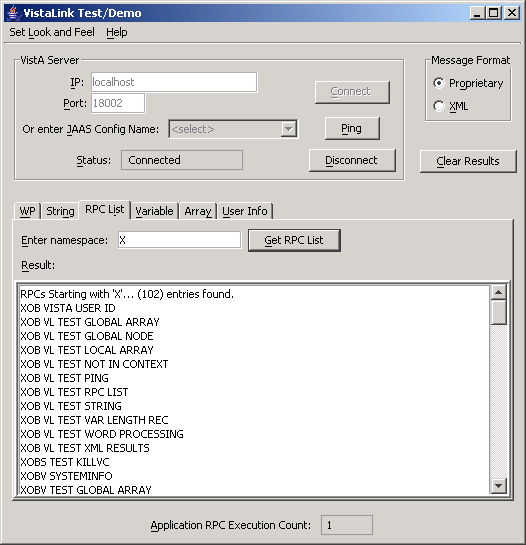 VistaLink Test/Demo
Set Look and Feel Help
VistA Server
Message Format
IP: localhost
Port: 18002
Connect
Proprietary
XML
Or enter JAAS Config Name: <select>
Ping
Status: Connected
Disconnect
Clear Results
WP String RPC List Variable Array User Info
Enter namespace: X Get RPC List
Result:
RPCs Starting with 'X'... (102) entries found.
XOB VISTA USER ID
XOB VL TEST GLOBAL ARRAY
XOB VL TEST GLOBAL NODE
XOB VL TEST LOCAL ARRAY
XOB VL TEST NOT IN CONTEXT
XOB VL TEST PING
XOB VL TEST RPC LIST
XOB VL TEST STRING
XOB VL TEST VAR LENGTH REC
XOB VL TEST WORD PROCESSING
XOB VL TEST XML RESULTS
XOBS TEST KILLVC
XOBV SYSTEMINFO
XOBV TEST GLOBAL ARRAY
Application RPC Execution Count: 1